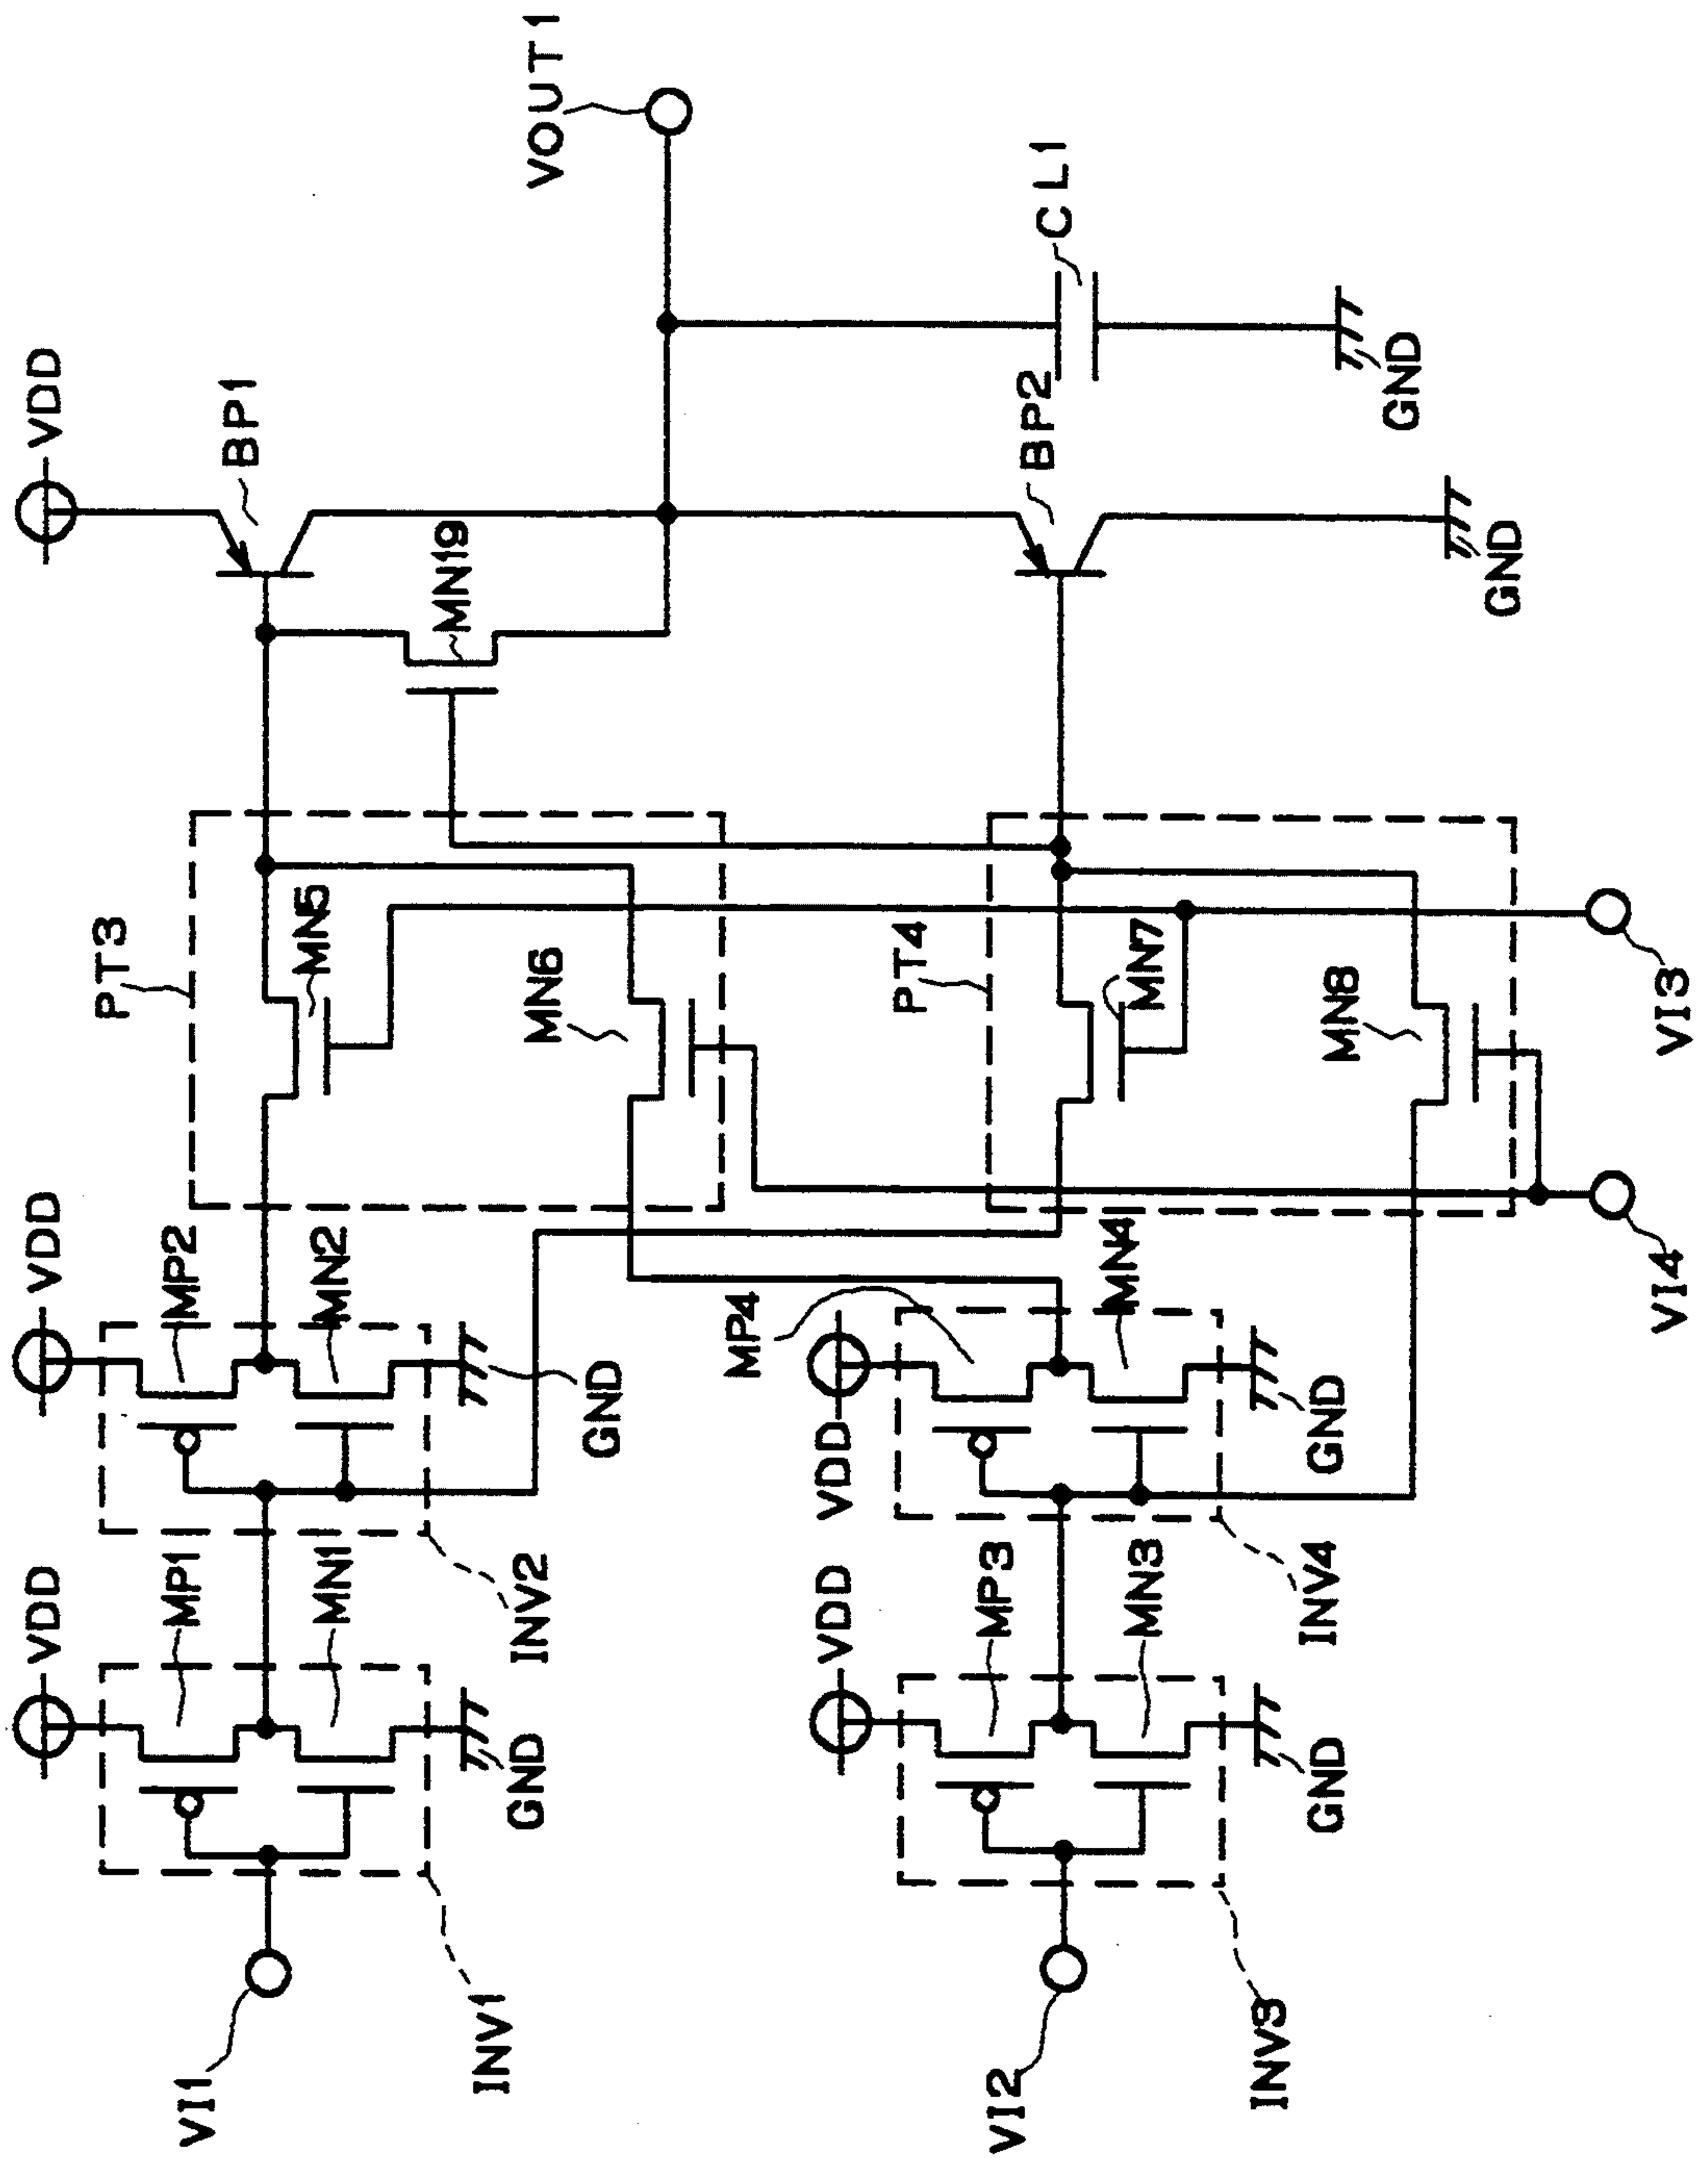 VDD
VDD
VDD
VOUT1
BP1
MP1
MP2
PT3
MN5
MN19
VI1
MN1
MN2
MN6
INV1
GND
INV2
GND
MP4
VDD
VDD
PT4
BP2
CL1
MP3
MN4
MN7
VI2
MN3
INV3
GND
INV4
GND
MN8
GND
GND
VI4
VI3